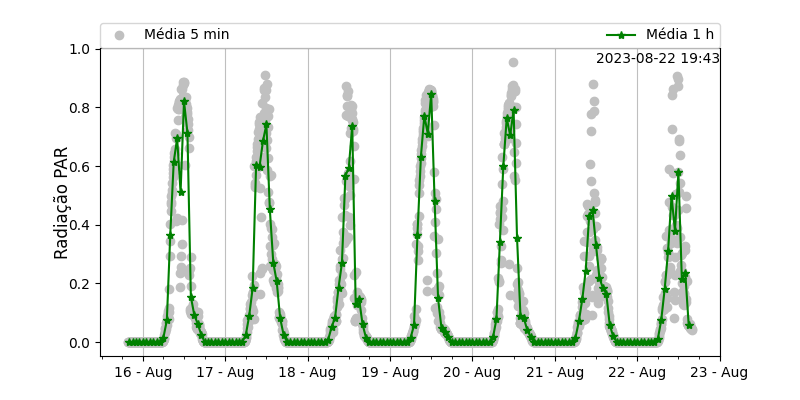 Média 5 min
Média 1 h
2023-08-22 19:43
1.0
0.8
0.6
0.4
0.2
0.0
Radiação PAR
16 - Aug
17 - Aug
18 - Aug
19 - Aug
20 - Aug
21 - Aug
22 - Aug
23 - Aug